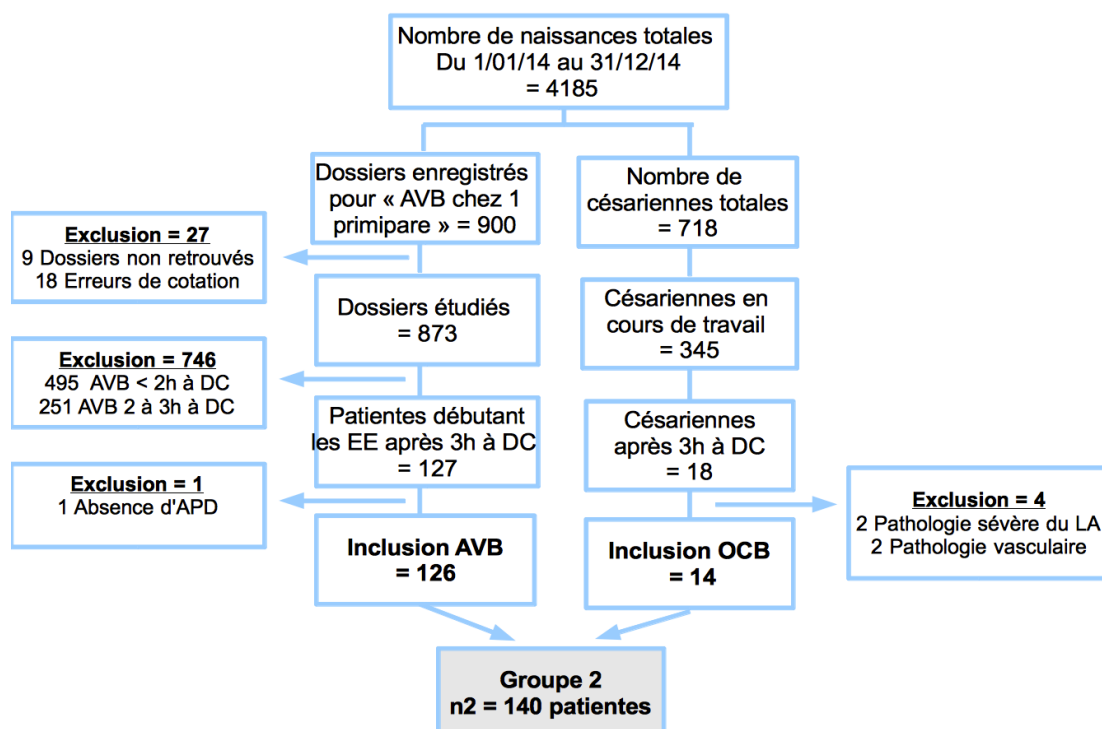 Nombre de naissances totales
Du 1/01/14 au 31/12/14
= 4185
Dossiers enregistrés
pour « AVB chez 1
primipare » = 900
Nombre de
césariennes totales
= 718
Exclusion = 27
9 Dossiers non retrouvés
18 Erreurs de cotation
Dossiers étudiés
= 873
Césariennes en
cours de travail
= 345
Exclusion = 746
495 AVB < 2h à DC
251 AVB 2 à 3h à DC
Patientes débutant
les EE après 3h à DC
= 127
Césariennes
après 3h à DC
= 18
Exclusion = 1
1 Absence d'APD
Exclusion = 4
2 Pathologie sévère du LA
2 Pathologie vasculaire
Inclusion AVB
= 126
Inclusion OCB
= 14
Groupe 2
n2 = 140 patientes